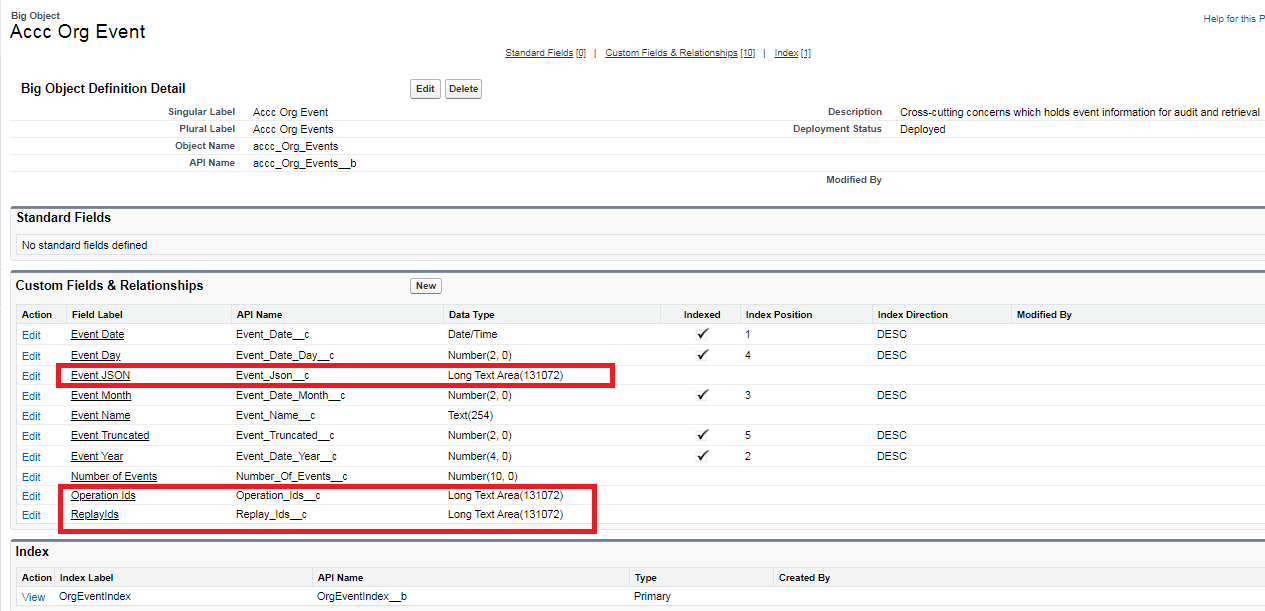 Big Object
Accc Org Event
Help for this P
Standard Fields [0] | Custom Fields & Relationships [10] | Index [1]
Big Object Definition Detail Edit Delete
Singular Label Accc Org Event Description Cross-cutting concerns which holds event information for audit and retrieval
Plural Label Accc Org Events Deployment Status Deployed
Object Name accc_Org_Events
API Name accc_Org_Events__b
Modified By
Standard Fields
No standard fields defined
Custom Fields & Relationships New
Action Field Label API Name Data Type Indexed Index Position Index Direction Modified By
Edit Event Date Event_Date__c Date/Time ✓ 1 DESC
Edit Event Day Event_Date_Day__c Number(2, 0) ✓ 4 DESC
Edit Event JSON Event_Json__c Long Text Area(131072)
Edit Event Month Event_Date_Month__c Number(2, 0) ✓ 3 DESC
Edit Event Name Event_Name__c Text(254)
Edit Event Truncated Event_Truncated__c Number(2, 0) ✓ 5 DESC
Edit Event Year Event_Date_Year__c Number(4, 0) ✓ 2 DESC
Edit Number of Events Number_Of_Events__c Number(10, 0)
Edit Operation Ids Operation_Ids__c Long Text Area(131072)
Edit ReplayIds Replay_Ids__c Long Text Area(131072)
Index
Action Index Label API Name Type Created By
View OrgEventIndex OrgEventIndex__b Primary